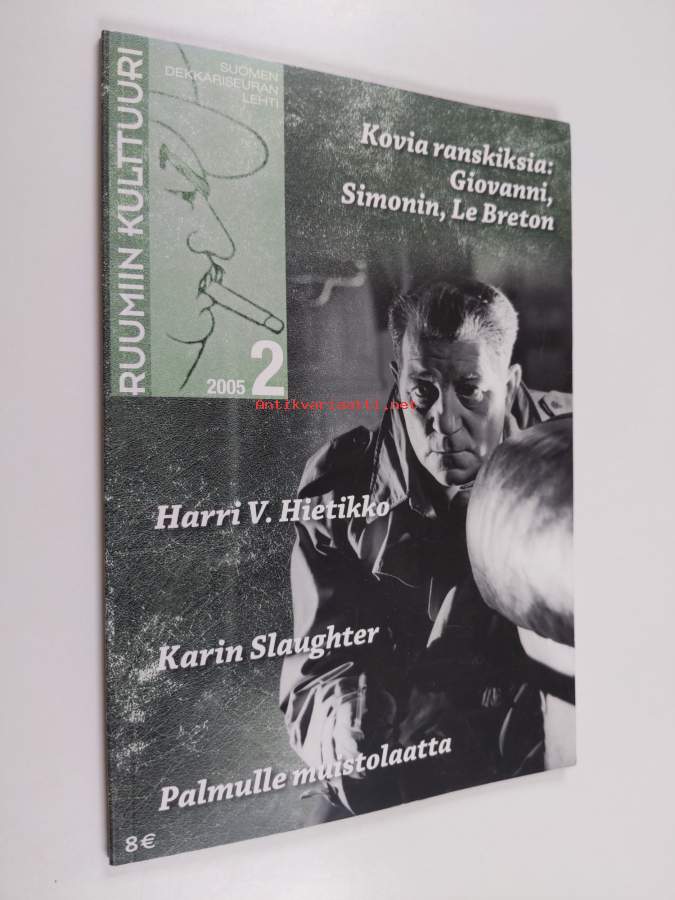 RUUMIIN KULTTUURI
SUOMEN
DEKKARISEURAN
LEHTI
2005 2
Kovia ranskiksia:
Giovanni,
Simonin, Le Breton
Antikvariaatti.net
Harri V. Hietikko
Karin Slaughter
Palmulle muistolaatta
8 €